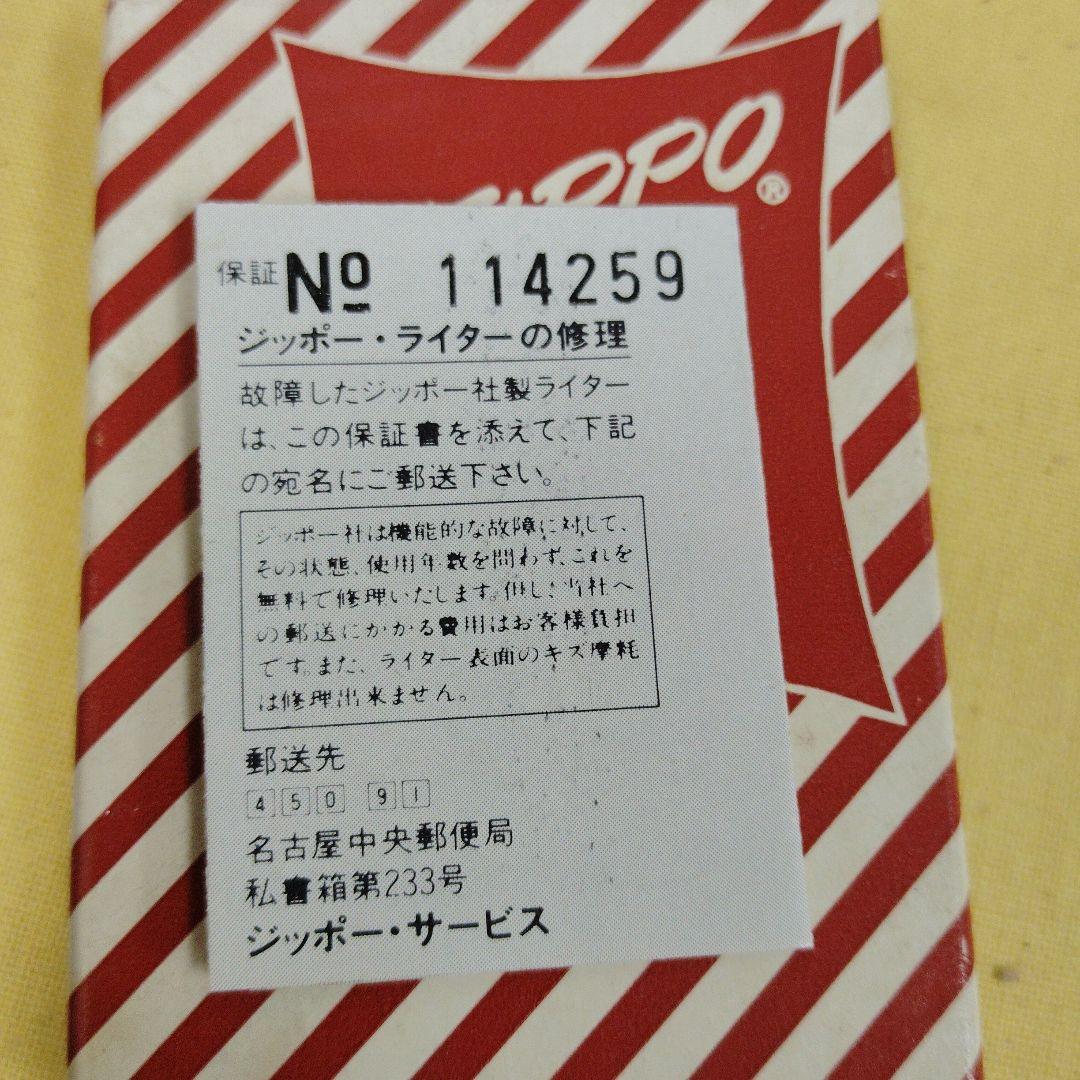 ZIPPO®
保証 № 114259
ジッポー・ライターの修理
故障したジッポー社製ライター
は、この保証書を添えて、下記
の宛名にご郵送下さい。
ジッポー社は機能的な故障に対して、
その状態、使用年数を問わず、これを
無料で修理いたします。但し、当社へ
の郵送にかかる費用はお客様負担
です。また、ライター表面のキズ摩耗
は修理出来ません。
郵送先
450 91
名古屋中央郵便局
私書箱第233号
ジッポー・サービス